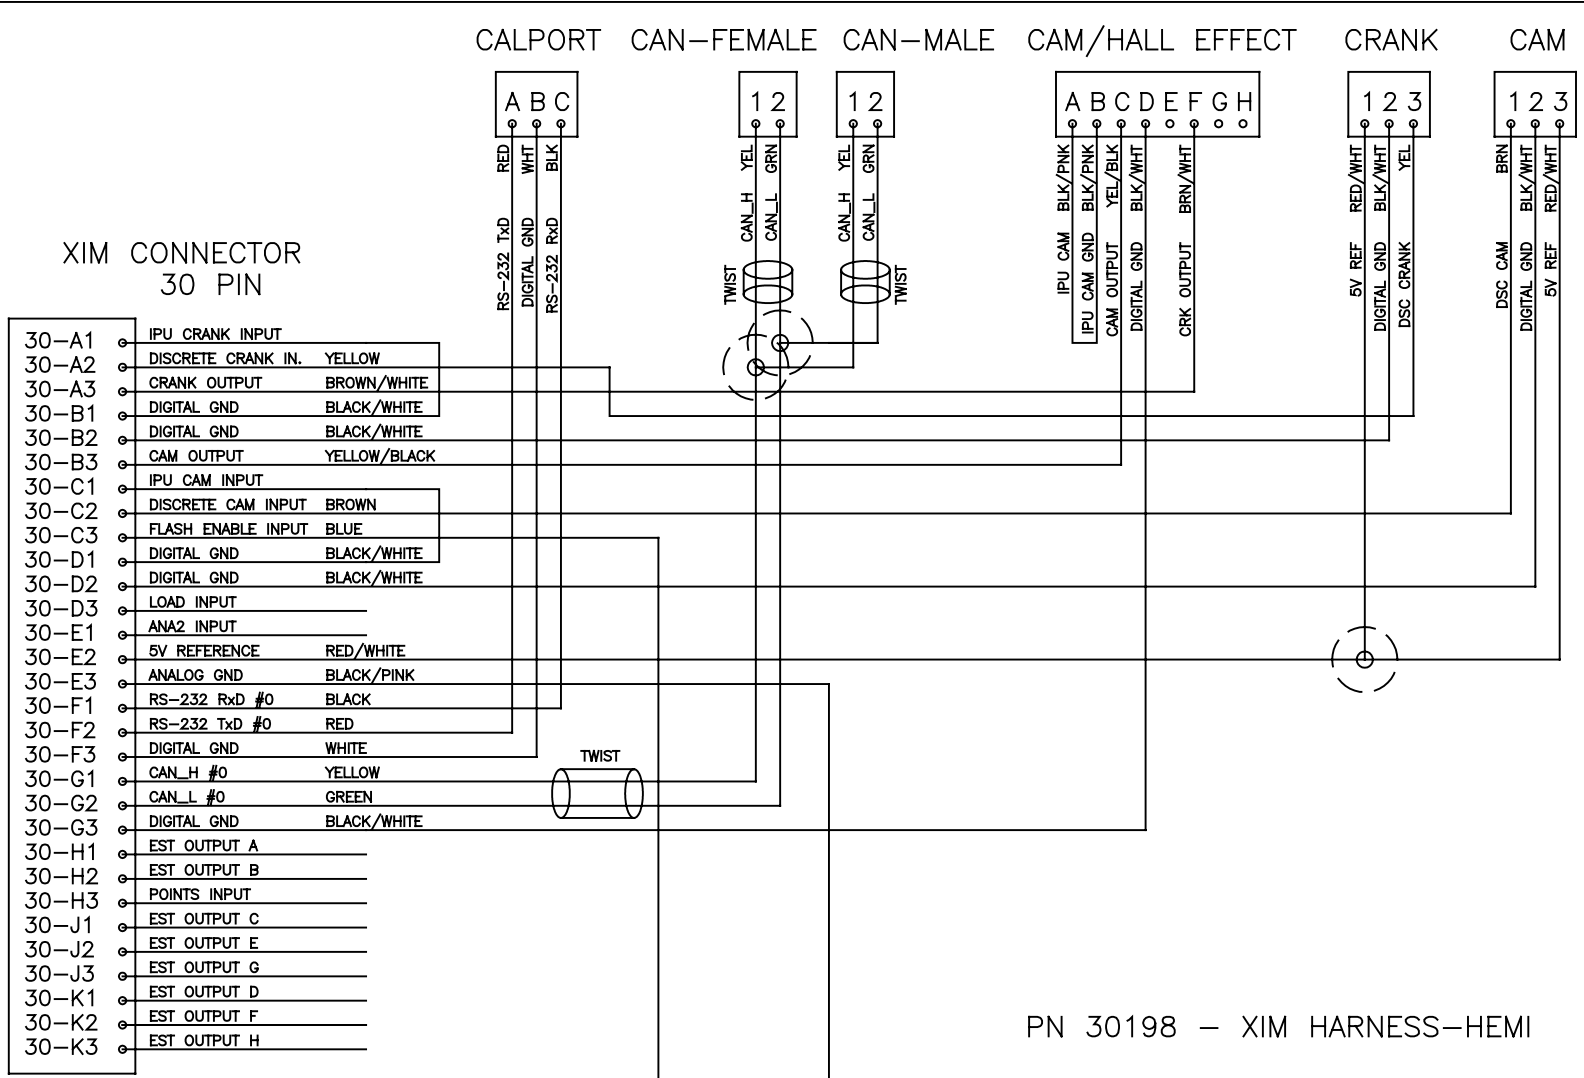 CALPORT CAN-FEMALE CAN-MALE CAM/HALL EFFECT CRANK CAM
A B C 1 2 1 2 A B C D E F G H 1 2 3 1 2 3
RED
WHT
BLK
YEL
GRN
YEL
GRN
BLK/PNK
BLK/PNK
YEL/BLK
BLK/WHT
BRN/WHT
RED/WHT
BLK/WHT
YEL
BRN
BLK/WHT
RED/WHT
RS-232 TxD
DIGITAL GND
RS-232 RxD
CAN_H
CAN_L
CAN_H
CAN_L
IPU CAM
IPU CAM GND
CAM OUTPUT
DIGITAL GND
CRK OUTPUT
5V REF
DIGITAL GND
DSC CRANK
DSC CAM
DIGITAL GND
5V REF
TWIST
TWIST
XIM CONNECTOR
30 PIN
30-A1 IPU CRANK INPUT
30-A2 DISCRETE CRANK IN. YELLOW
30-A3 CRANK OUTPUT BROWN/WHITE
30-B1 DIGITAL GND BLACK/WHITE
30-B2 DIGITAL GND BLACK/WHITE
30-B3 CAM OUTPUT YELLOW/BLACK
30-C1 IPU CAM INPUT
30-C2 DISCRETE CAM INPUT BROWN
30-C3 FLASH ENABLE INPUT BLUE
30-D1 DIGITAL GND BLACK/WHITE
30-D2 DIGITAL GND BLACK/WHITE
30-D3 LOAD INPUT
30-E1 ANA2 INPUT
30-E2 5V REFERENCE RED/WHITE
30-E3 ANALOG GND BLACK/PINK
30-F1 RS-232 RxD #0 BLACK
30-F2 RS-232 TxD #0 RED
30-F3 DIGITAL GND WHITE
TWIST
30-G1 CAN_H #0 YELLOW
30-G2 CAN_L #0 GREEN
30-G3 DIGITAL GND BLACK/WHITE
30-H1 EST OUTPUT A
30-H2 EST OUTPUT B
30-H3 POINTS INPUT
30-J1 EST OUTPUT C
30-J2 EST OUTPUT E
30-J3 EST OUTPUT G
30-K1 EST OUTPUT D
30-K2 EST OUTPUT F
30-K3 EST OUTPUT H
PN 30198 - XIM HARNESS-HEMI